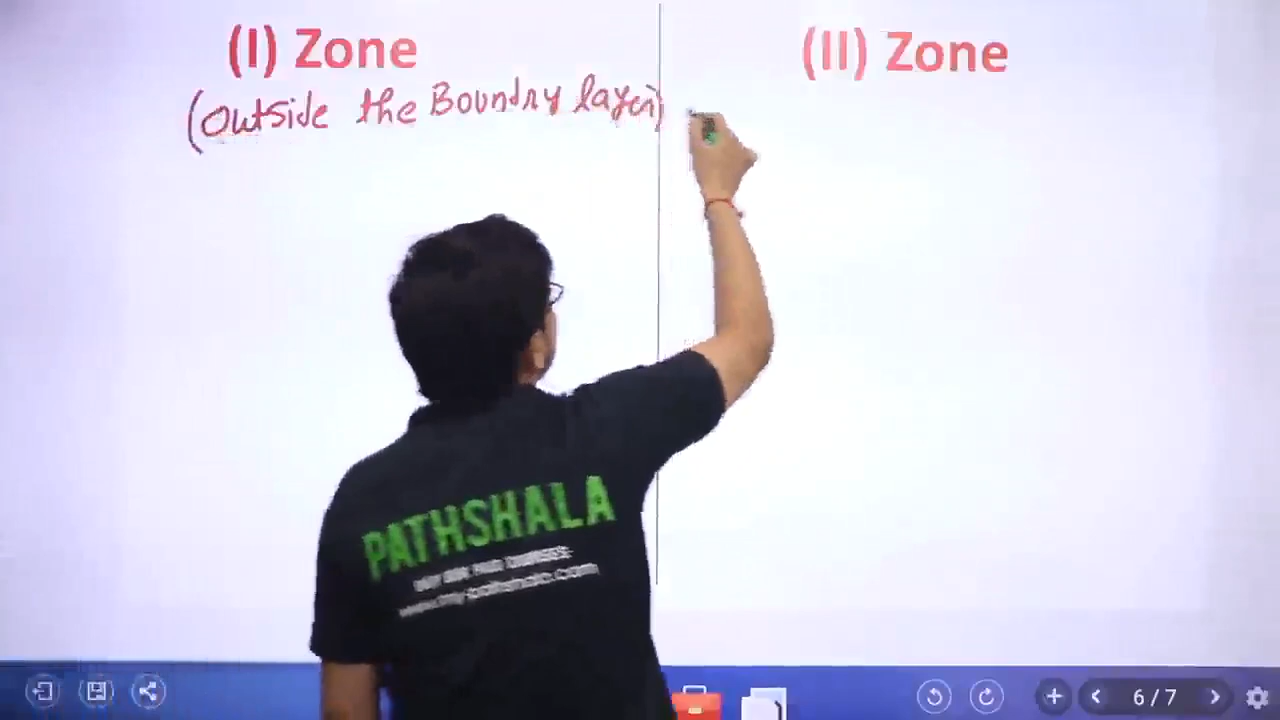 (I) Zone
(II) Zone
(Outside the Boundry layer)
PATHSHALA
6 / 7